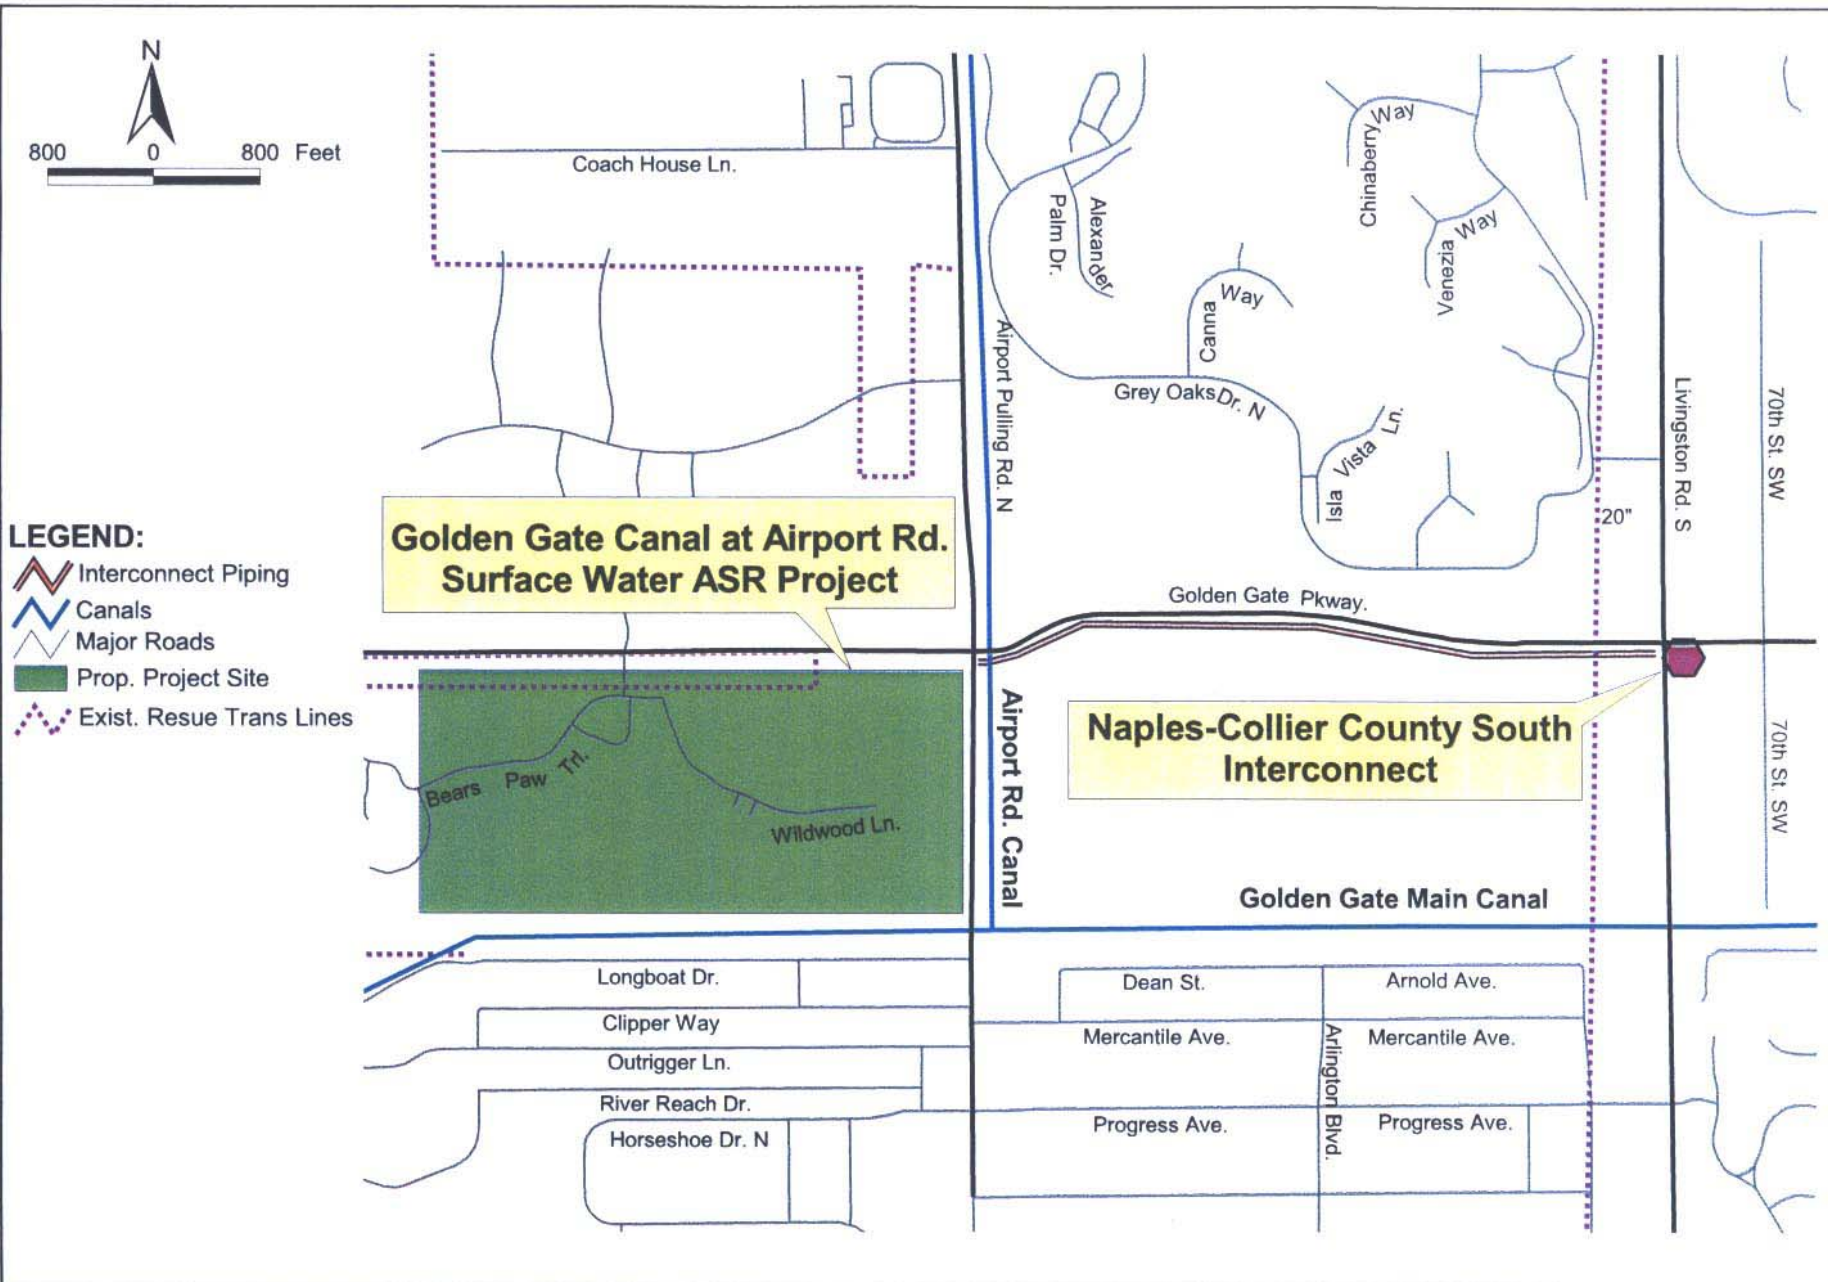 N
800 0 800 Feet
Coach House Ln.
Alexander
Palm Dr.
Chinaberry Way
Venezia Way
Canna Way
Airport Pulling Rd. N
Grey Oaks Dr. N
Isla Vista Ln.
Livingston Rd. S
70th St. SW
20"
Golden Gate Canal at Airport Rd.
Surface Water ASR Project
LEGEND:
Interconnect Piping
Canals
Major Roads
Prop. Project Site
Exist. Resue Trans Lines
Golden Gate Pkway.
Naples-Collier County South
Interconnect
70th St. SW
Airport Rd. Canal
Bears Paw Trl.
Wildwood Ln.
Golden Gate Main Canal
Longboat Dr.
Dean St.
Arnold Ave.
Clipper Way
Mercantile Ave.
Mercantile Ave.
Arlington Blvd.
Outrigger Ln.
River Reach Dr.
Progress Ave.
Progress Ave.
Horseshoe Dr. N